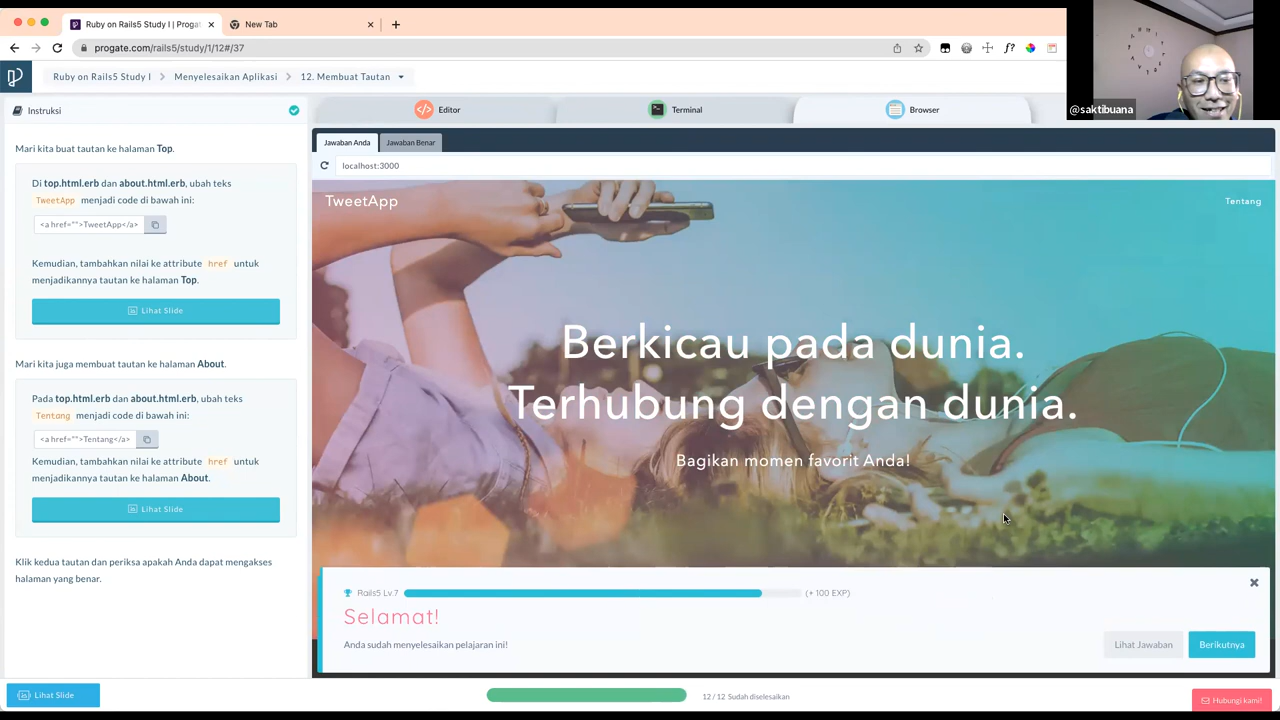 Ruby on Rails5 Study I | Progat
New Tab
progate.com/rails5/study/1/12#/37
Ruby on Rails5 Study I
Menyelesaikan Aplikasi
12. Membuat Tautan
@saktibuana
Instruksi
Editor
Terminal
Browser
Jawaban Anda
Jawaban Benar
localhost:3000
Mari kita buat tautan ke halaman Top.
Di top.html.erb dan about.html.erb, ubah teks
TweetApp menjadi code di bawah ini:
<a href="">TweetApp</a>
Kemudian, tambahkan nilai ke attribute href untuk
menjadikannya tautan ke halaman Top.
Lihat Slide
Mari kita juga membuat tautan ke halaman About.
Pada top.html.erb dan about.html.erb, ubah teks
Tentang menjadi code di bawah ini:
<a href="">Tentang</a>
Kemudian, tambahkan nilai ke attribute href untuk
menjadikannya tautan ke halaman About.
Lihat Slide
Klik kedua tautan dan periksa apakah Anda dapat mengakses
halaman yang benar.
TweetApp
Tentang
Berkicau pada dunia.
Terhubung dengan dunia.
Bagikan momen favorit Anda!
Rails5 Lv.7
(+ 100 EXP)
Selamat!
Anda sudah menyelesaikan pelajaran ini!
Lihat Jawaban
Berikutnya
Lihat Slide
12 / 12 Sudah diselesaikan
Hubungi kami!